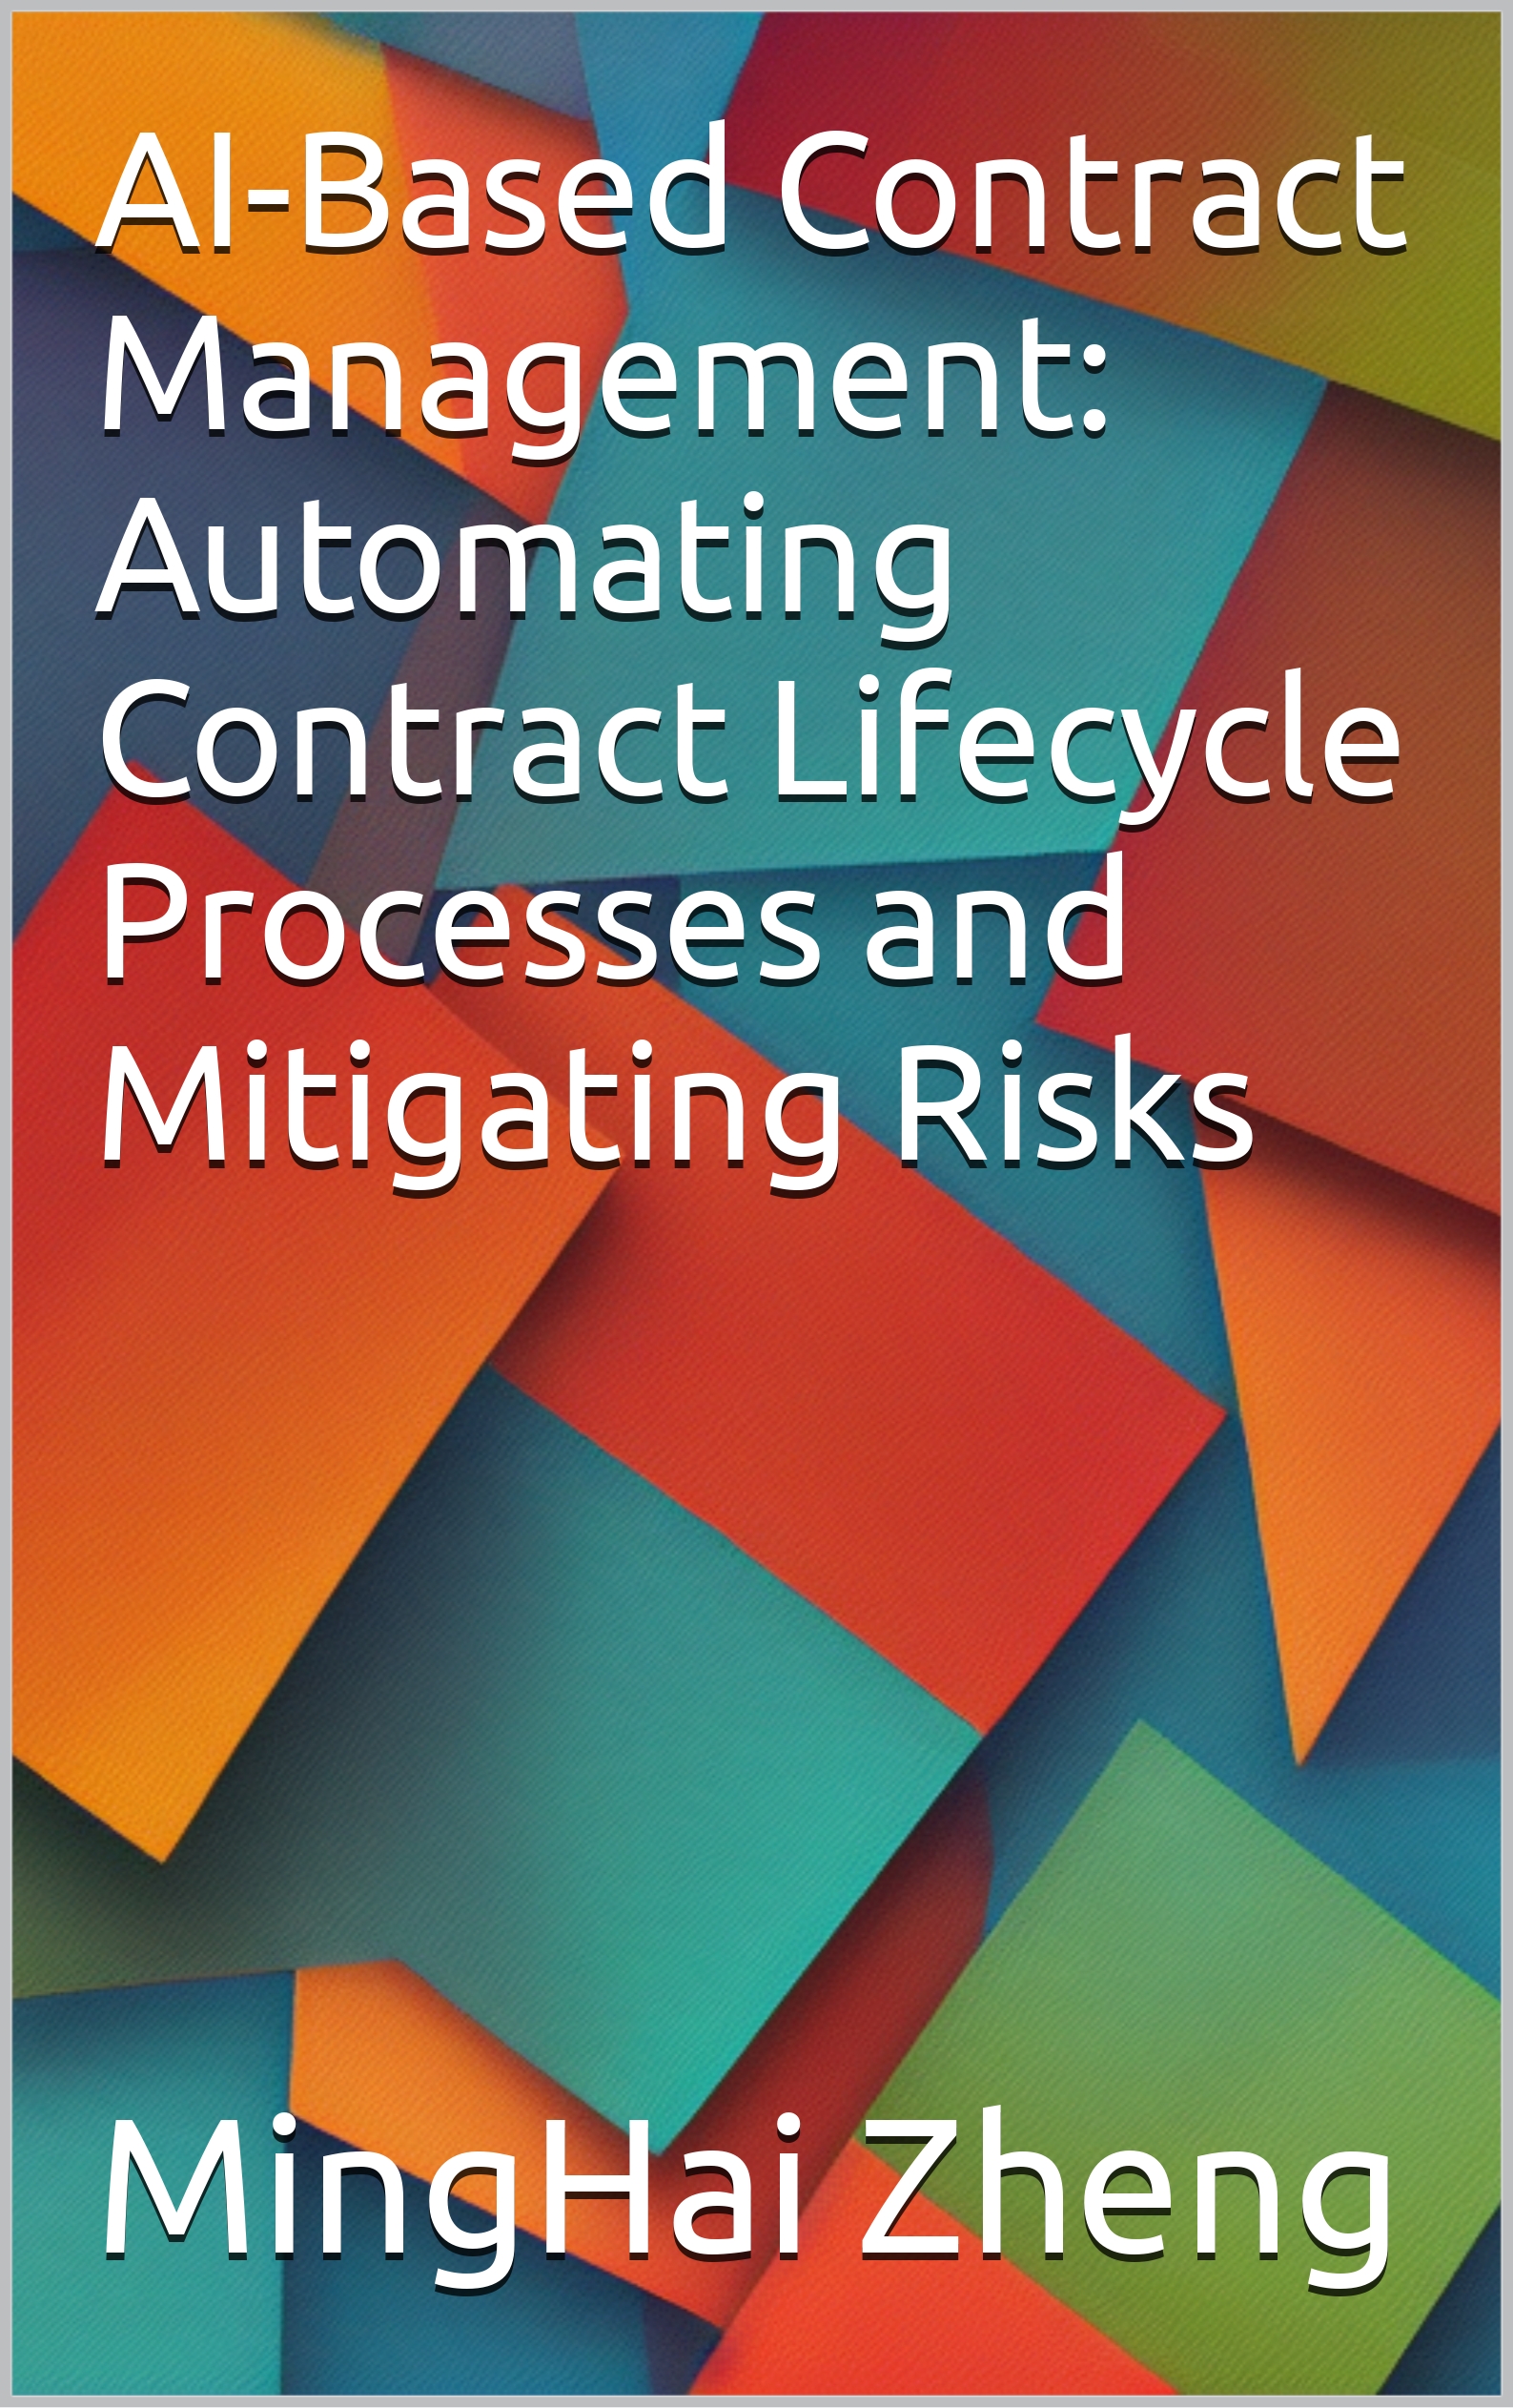 AI-Based Contract
Management:
Automating
Contract Lifecycle
Processes and
Mitigating Risks
MingHai Zheng